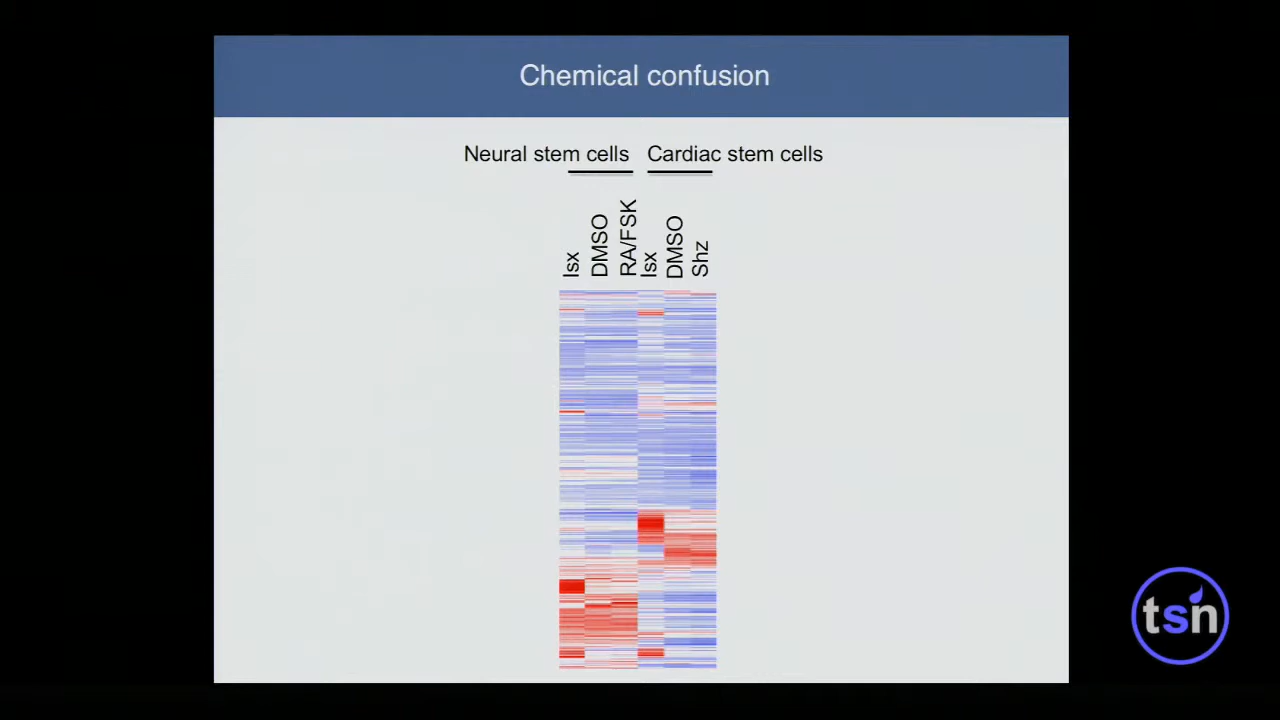 Chemical confusion
Neural stem cells Cardiac stem cells
Isx DMSO RA/FSK Isx DMSO Shz
tsn